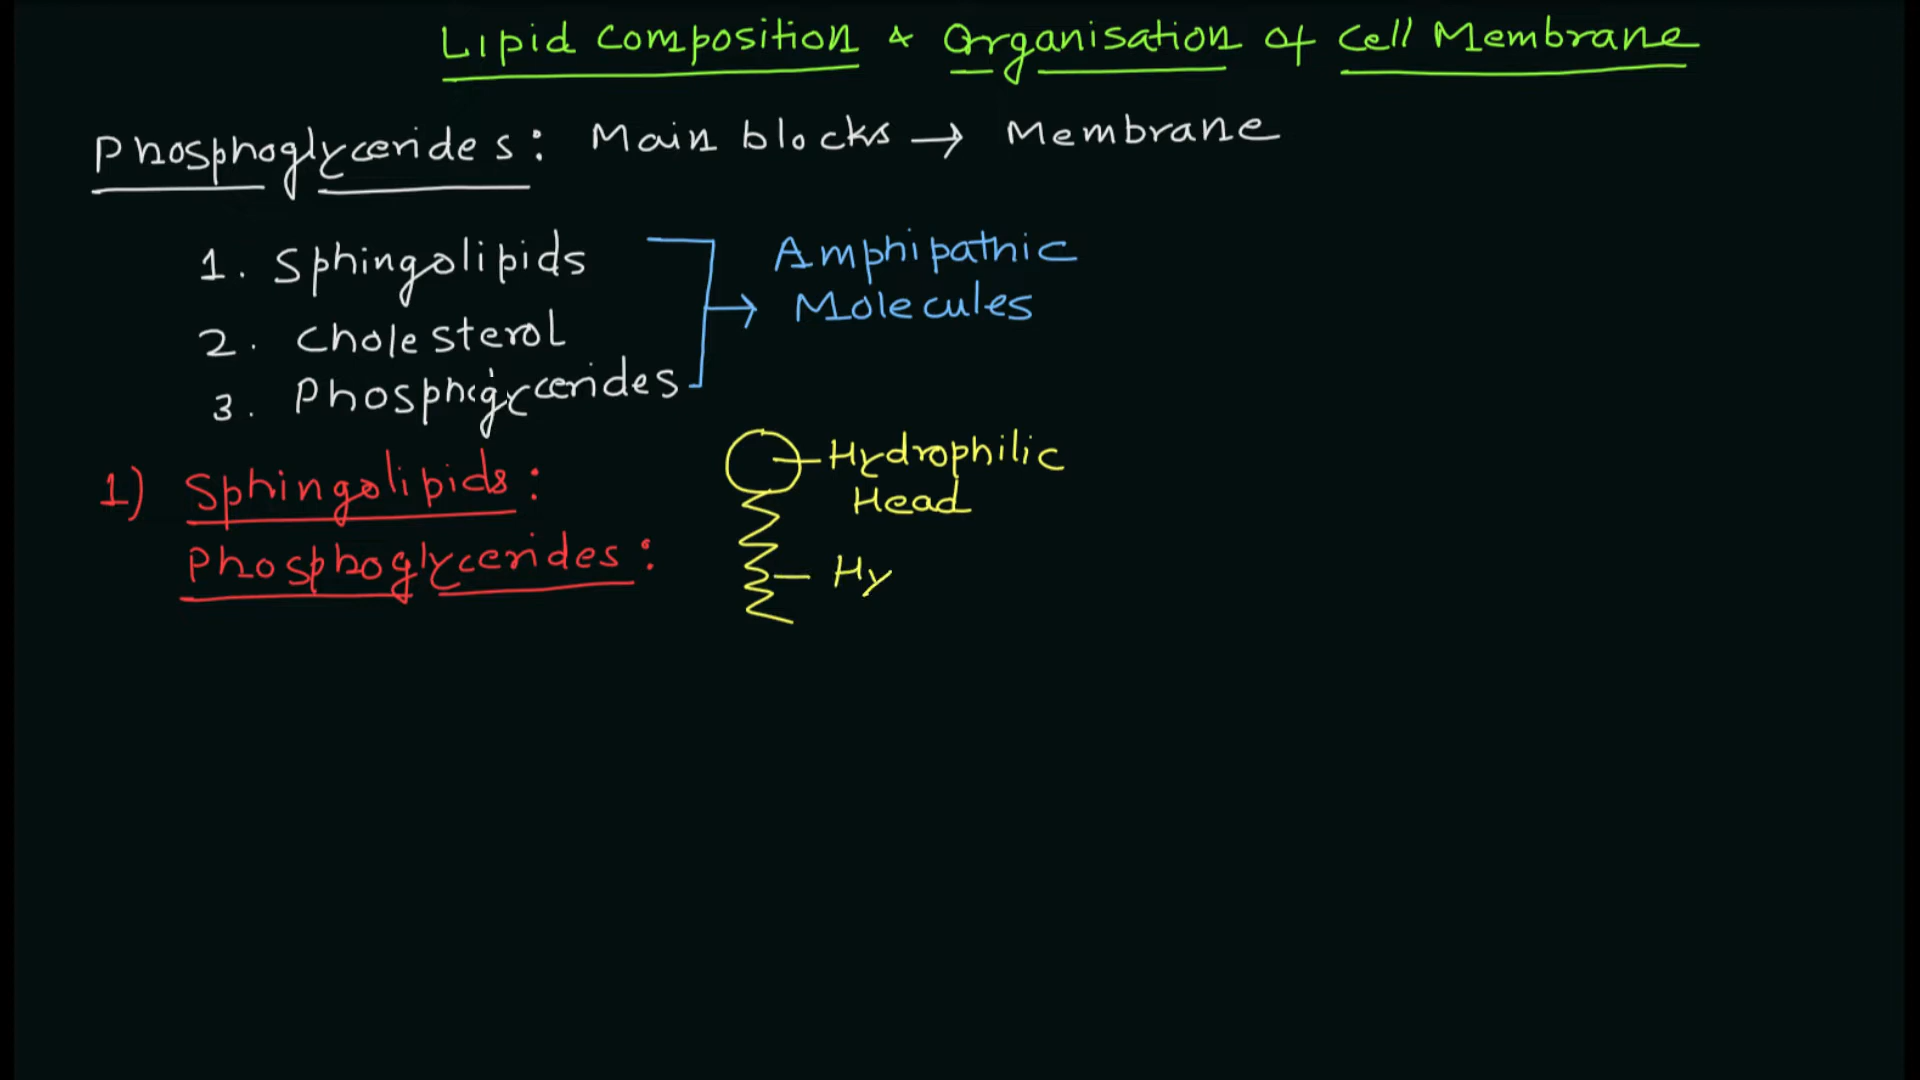 Lipid Composition & Organisation of Cell Membrane
Phosphoglycerides: Main blocks → Membrane
1. Sphingolipids
2. Cholesterol
3. Phosphoglycerides
Amphipathic
Molecules
1) Sphingolipids:
Phosphoglycerides:
Hydrophilic
Head
Hy